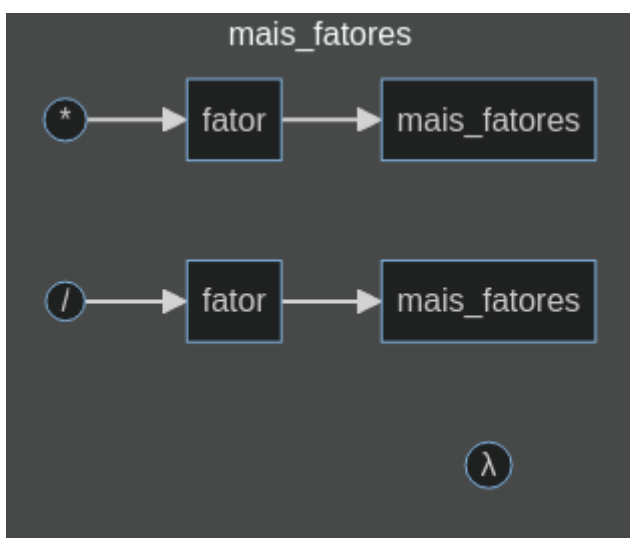 mais_fatores
* fator mais_fatores
/ fator mais_fatores
λ